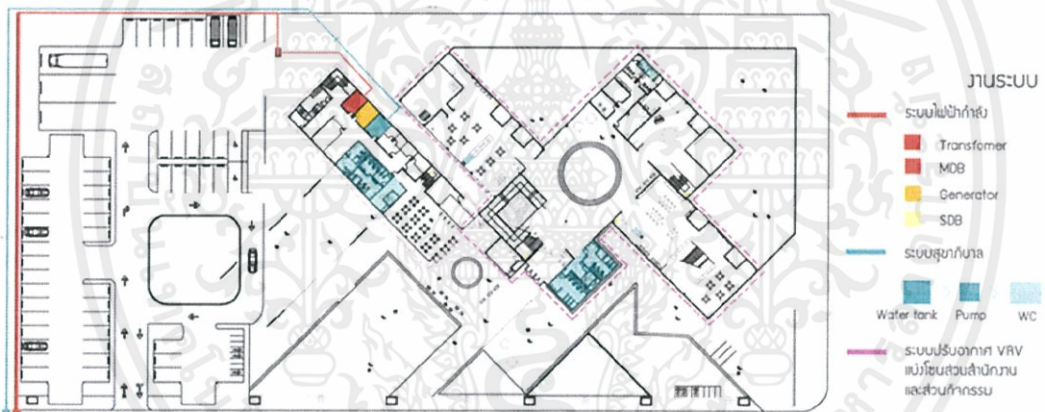 งานระบบ
ระบบไฟฟ้ากำลัง
Transfomer
MDB
Generator
SDB
ระบบสุขาภิบาล
Water tank Pump WC
ระบบปรับอากาศ VRV
แบ่งโซนส่วนสำนักงาน
และส่วนกิจกรรม